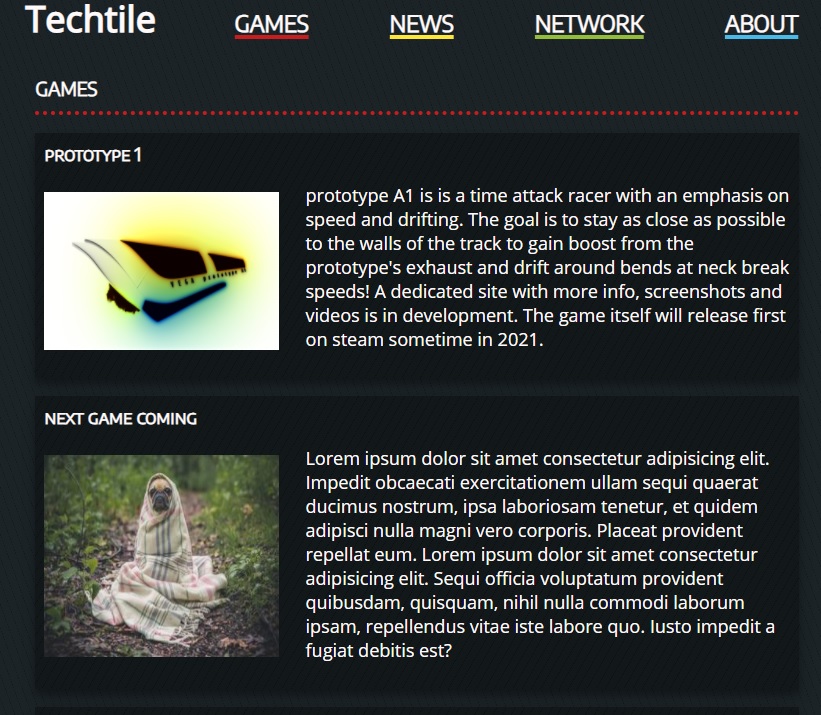 Techtile GAMES NEWS NETWORK ABOUT
GAMES
PROTOTYPE 1
prototype A1 is is a time attack racer with an emphasis on
speed and drifting. The goal is to stay as close as possible
to the walls of the track to gain boost from the
prototype's exhaust and drift around bends at neck break
speeds! A dedicated site with more info, screenshots and
videos is in development. The game itself will release first
on steam sometime in 2021.
VEGA prototype
NEXT GAME COMING
Lorem ipsum dolor sit amet consectetur adipisicing elit.
Impedit obcaecati exercitationem ullam sequi quaerat
ducimus nostrum, ipsa laboriosam tenetur, et quidem
adipisci nulla magni vero corporis. Placeat provident
repellat eum. Lorem ipsum dolor sit amet consectetur
adipisicing elit. Sequi officia voluptatum provident
quibusdam, quisquam, nihil nulla commodi laborum
ipsam, repellendus vitae iste labore quo. Iusto impedit a
fugiat debitis est?